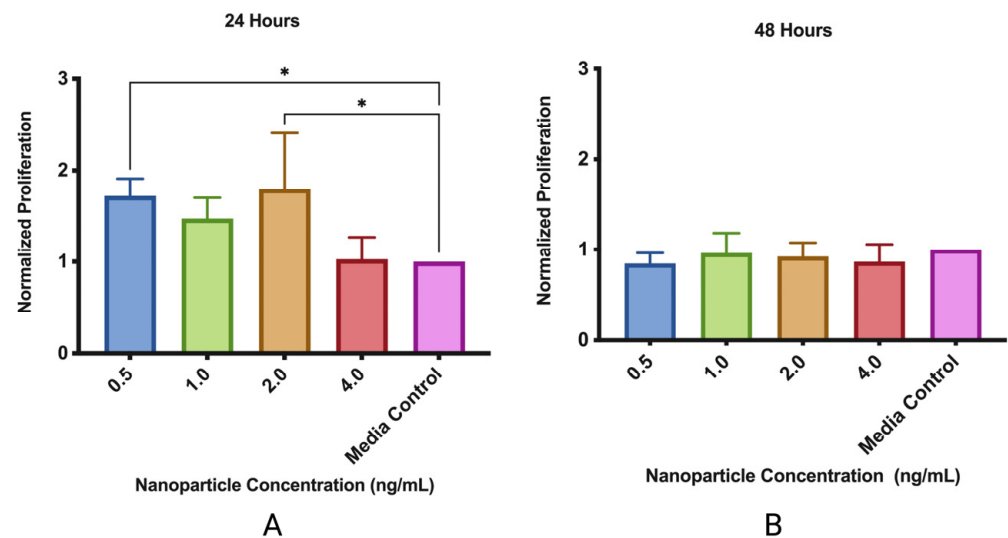 24 Hours
Normalized Proliferation
3
2
1
0
*
*
0.5
1.0
2.0
4.0
Media Control
Nanoparticle Concentration (ng/mL)
A
48 Hours
Normalized Proliferation
3
2
1
0
0.5
1.0
2.0
4.0
Media Control
Nanoparticle Concentration (ng/mL)
B